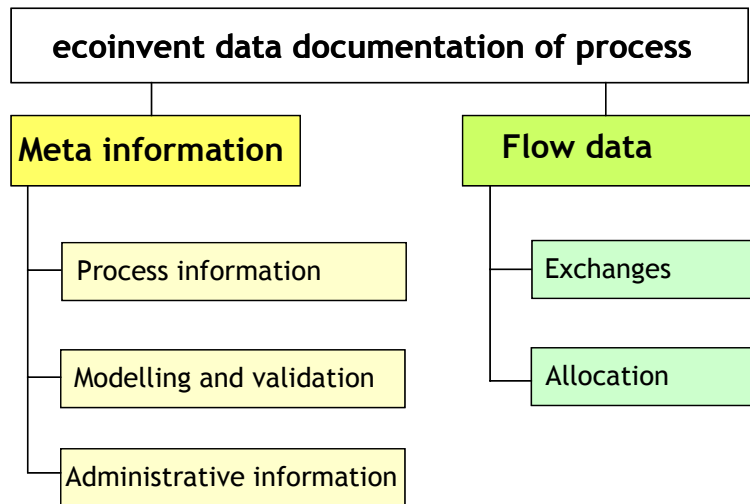 ecoinvent data documentation of process
Meta information
Flow data
Process information
Exchanges
Modelling and validation
Allocation
Administrative information